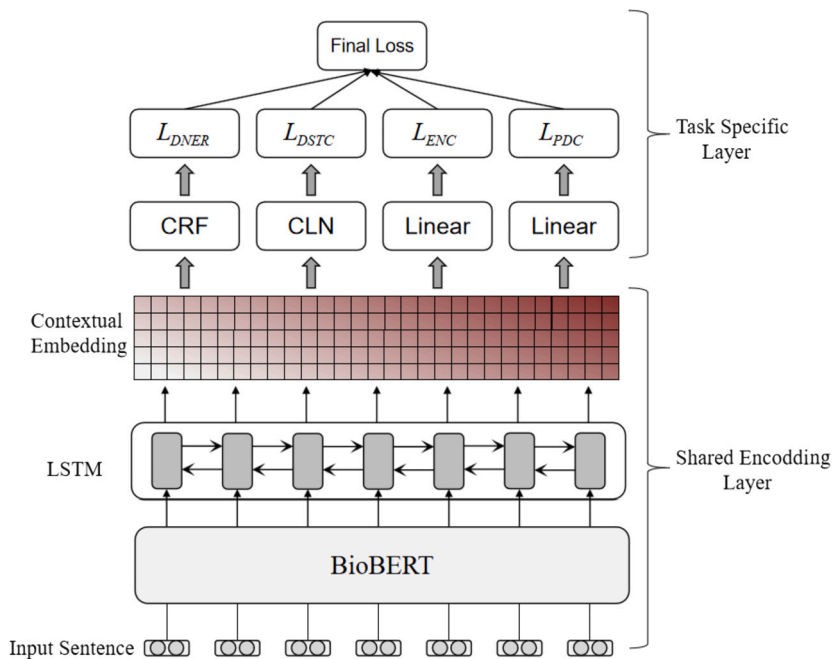 Final Loss
L_DNER
L_DSTC
L_ENC
L_PDC
Task Specific
Layer
CRF
CLN
Linear
Linear
Contextual
Embedding
LSTM
Shared Encodding
Layer
BioBERT
Input Sentence